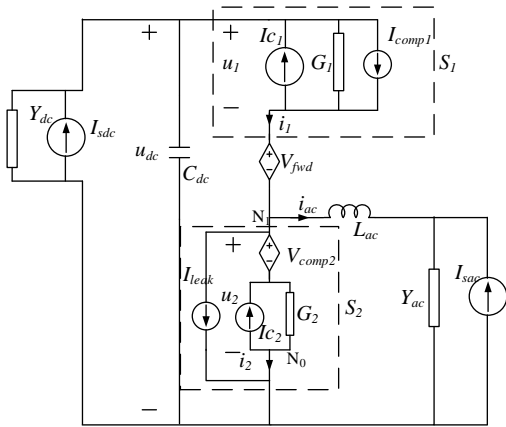 + + Ic1 G1 Icomp1
u1 S1
− i1
Ydc Isdc udc Cdc
+ − Vfwd
N1 iac
Lac
+ + − Vcomp2
Ileak u2 Ic2 G2 S2
Yac Isac
− i2 N0
−